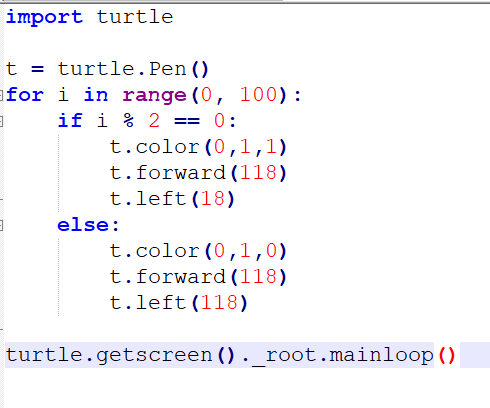 import turtle

t = turtle.Pen()
for i in range(0, 100):
    if i % 2 == 0:
        t.color(0,1,1)
        t.forward(118)
        t.left(18)
    else:
        t.color(0,1,0)
        t.forward(118)
        t.left(118)

turtle.getscreen()._root.mainloop()